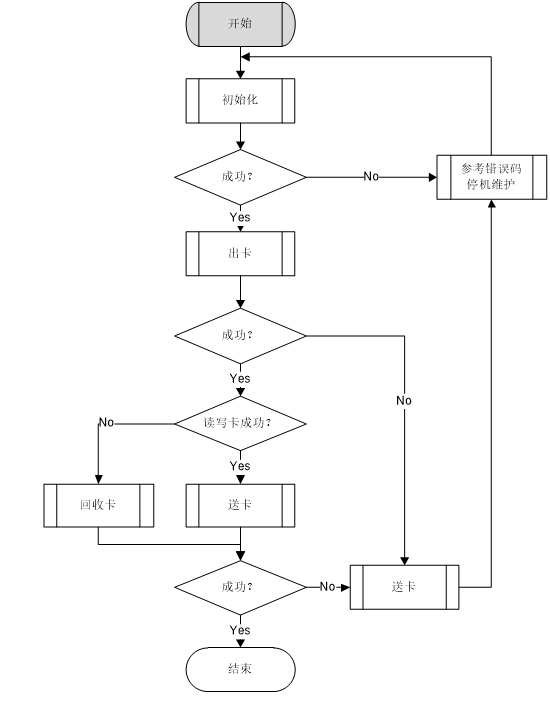 开始
初始化
成功?
No
参考错误码
停机维护
Yes
出卡
成功?
Yes
No
读写卡成功?
No
Yes
回收卡
送卡
成功?
No
送卡
Yes
结束